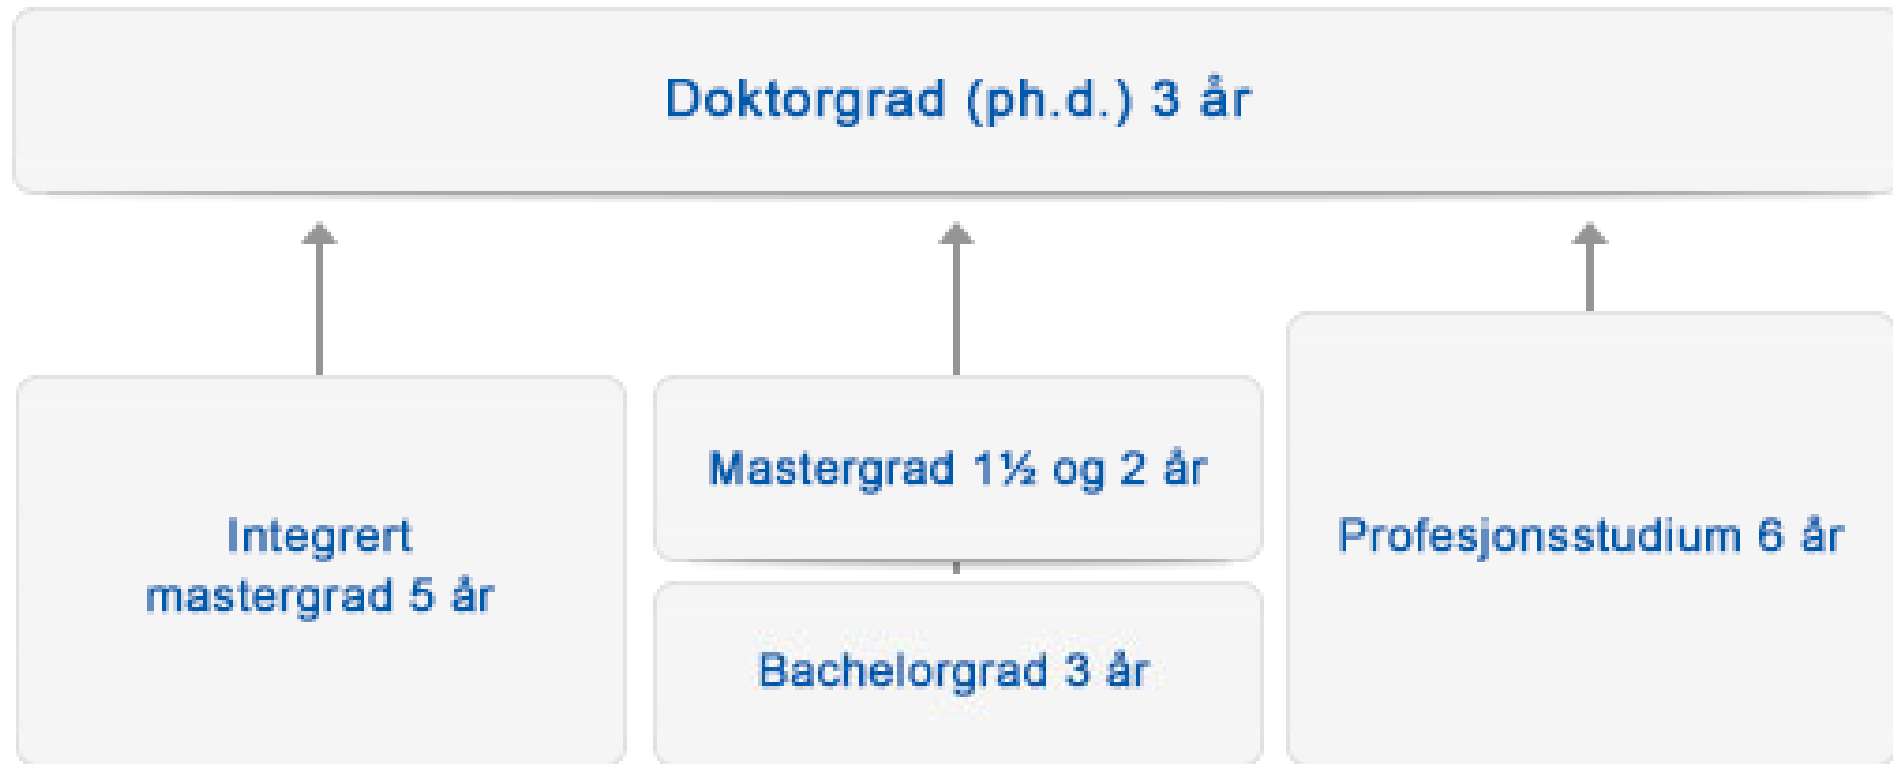 Doktorgrad (ph.d.) 3 år
Integrert
mastergrad 5 år
Mastergrad 1½ og 2 år
Bachelorgrad 3 år
Profesjonsstudium 6 år